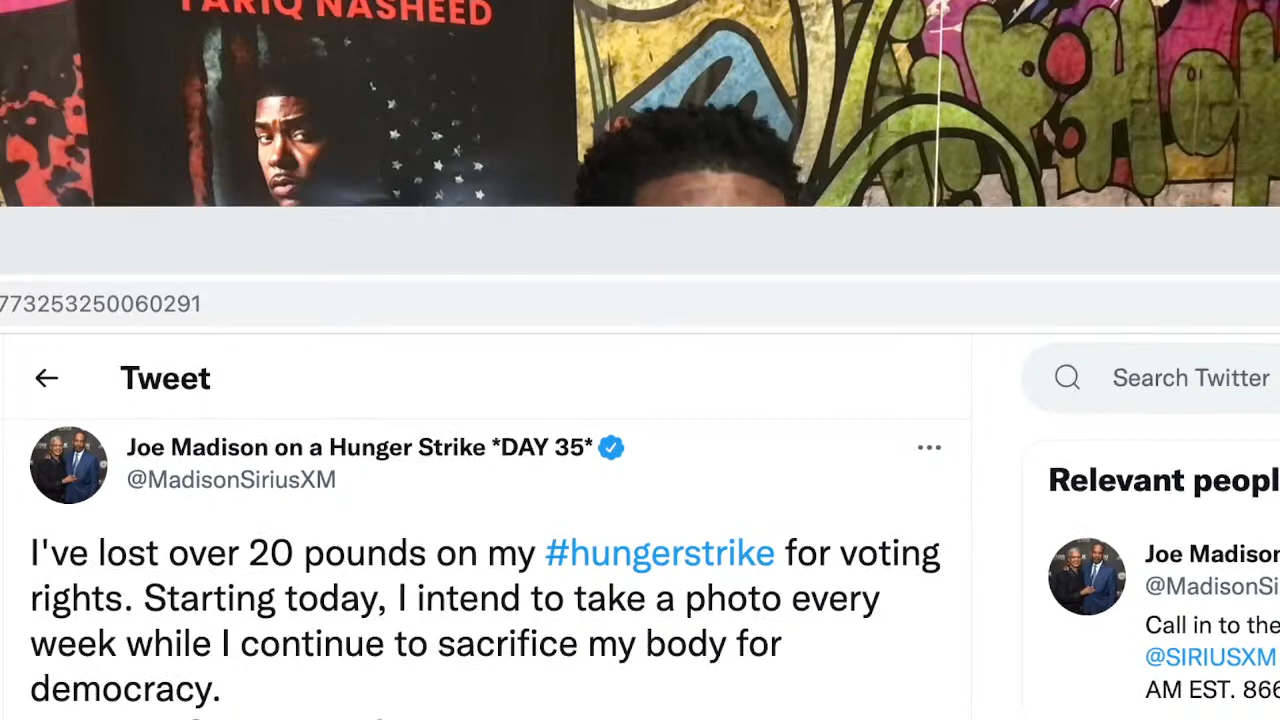 TARIQ NASHEED
773253250060291
Tweet
Search Twitter
Joe Madison on a Hunger Strike *DAY 35*
@MadisonSiriusXM
Relevant peopl
I've lost over 20 pounds on my #hungerstrike for voting
rights. Starting today, I intend to take a photo every
week while I continue to sacrifice my body for
democracy.
Joe Madison
@MadisonSi
Call in to the
@SIRIUSXM
AM EST. 866